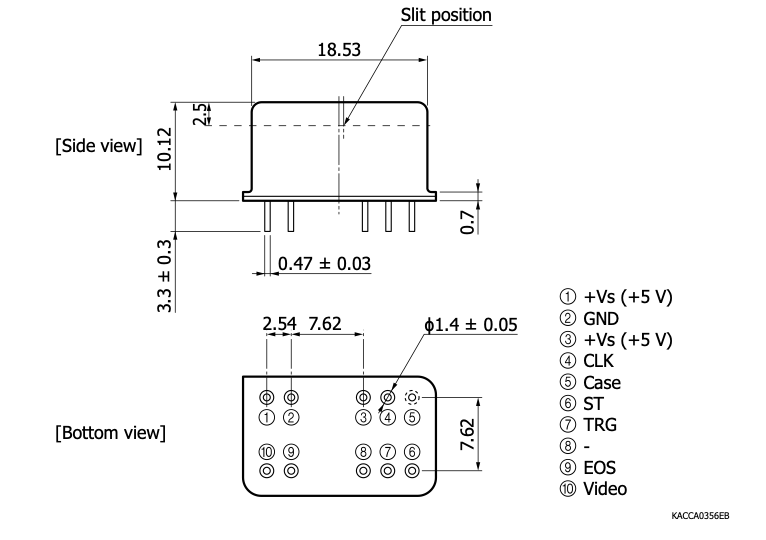 Slit position
18.53
2.5
10.12
[Side view]
0.7
3.3 ± 0.3
0.47 ± 0.03
2.54 7.62
ϕ1.4 ± 0.05
① ② ③ ④ ⑤
[Bottom view]
7.62
⑩ ⑨ ⑧ ⑦ ⑥
① +Vs (+5 V)
② GND
③ +Vs (+5 V)
④ CLK
⑤ Case
⑥ ST
⑦ TRG
⑧ -
⑨ EOS
⑩ Video
KACCA0356EB